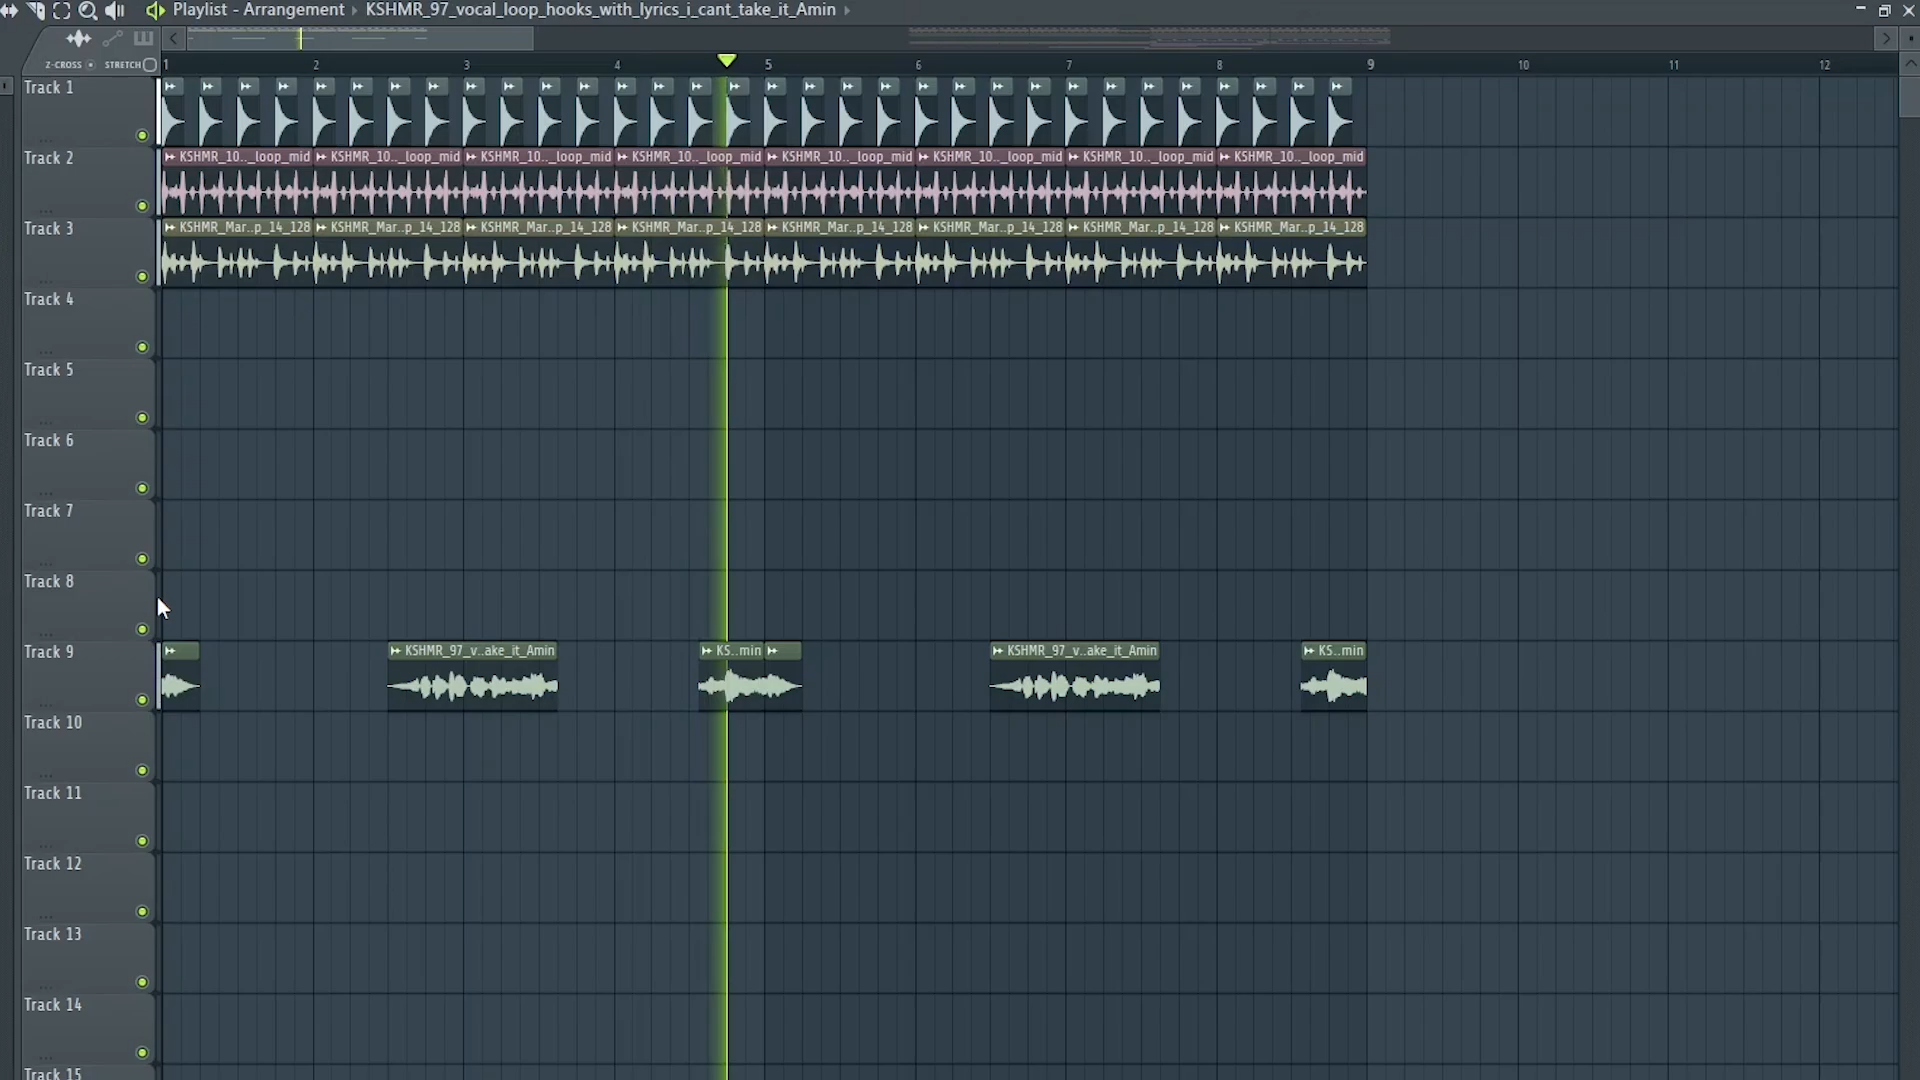 Playlist - Arrangement › KSHMR_97_vocal_loop_hooks_with_lyrics_i_cant_take_it_Amin ›
Z-CROSS STRETCH 1 2 3 4 5 6 7 8 9 10 11 12
Track 1
Track 2 KSHMR_10.._loop_mid KSHMR_10.._loop_mid KSHMR_10.._loop_mid KSHMR_10.._loop_mid KSHMR_10.._loop_mid KSHMR_10.._loop_mid KSHMR_10.._loop_mid KSHMR_10.._loop_mid
Track 3 KSHMR_Mar..p_14_128 KSHMR_Mar..p_14_128 KSHMR_Mar..p_14_128 KSHMR_Mar..p_14_128 KSHMR_Mar..p_14_128 KSHMR_Mar..p_14_128 KSHMR_Mar..p_14_128 KSHMR_Mar..p_14_128
Track 4
Track 5
Track 6
Track 7
Track 8
Track 9 KSHMR_97_v..ake_it_Amin KS..min KSHMR_97_v..ake_it_Amin KS..min
Track 10
Track 11
Track 12
Track 13
Track 14
Track 15